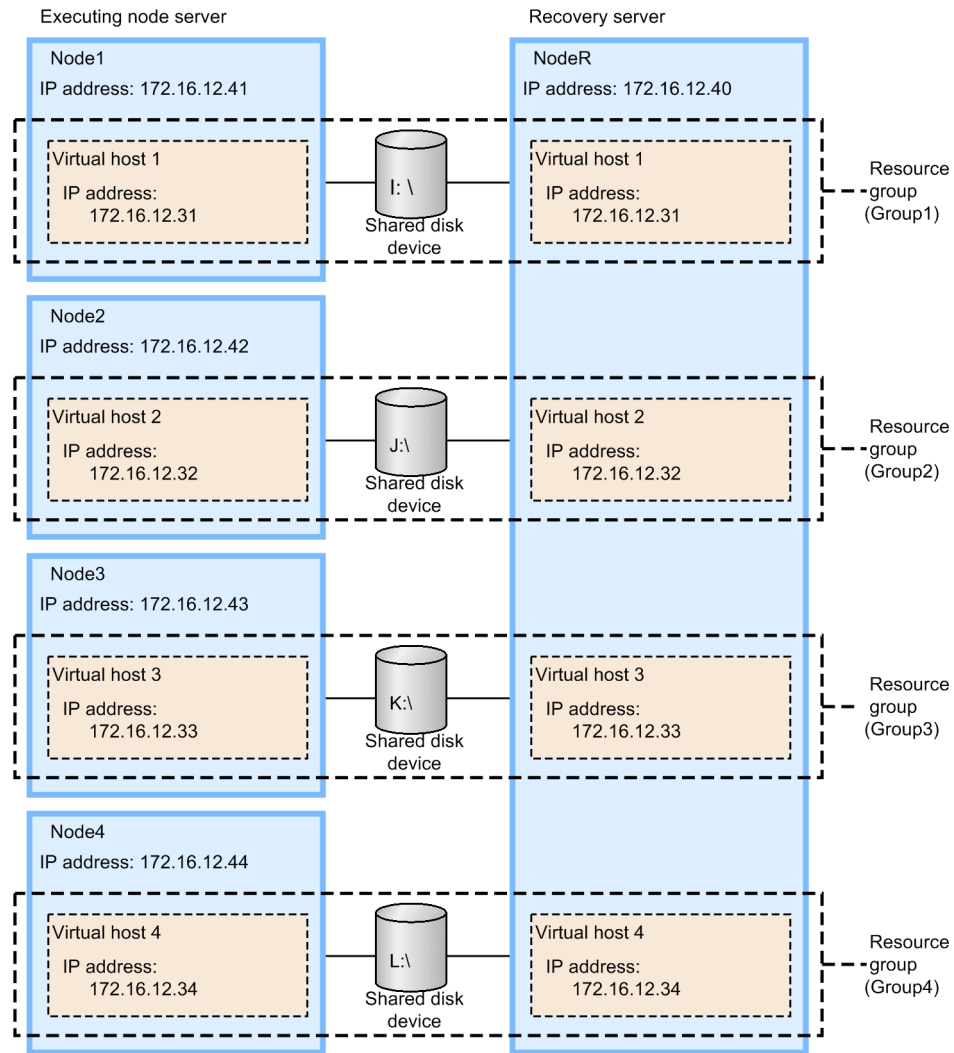 Executing node server
Recovery server
Node1
IP address: 172.16.12.41
NodeR
IP address: 172.16.12.40
Virtual host 1
IP address:
172.16.12.31
I: \
Shared disk
device
Virtual host 1
IP address:
172.16.12.31
Resource
group
(Group1)
Node2
IP address: 172.16.12.42
Virtual host 2
IP address:
172.16.12.32
J:\
Shared disk
device
Virtual host 2
IP address:
172.16.12.32
Resource
group
(Group2)
Node3
IP address: 172.16.12.43
Virtual host 3
IP address:
172.16.12.33
K:\
Shared disk
device
Virtual host 3
IP address:
172.16.12.33
Resource
group
(Group3)
Node4
IP address: 172.16.12.44
Virtual host 4
IP address:
172.16.12.34
L:\
Shared disk
device
Virtual host 4
IP address:
172.16.12.34
Resource
group
(Group4)